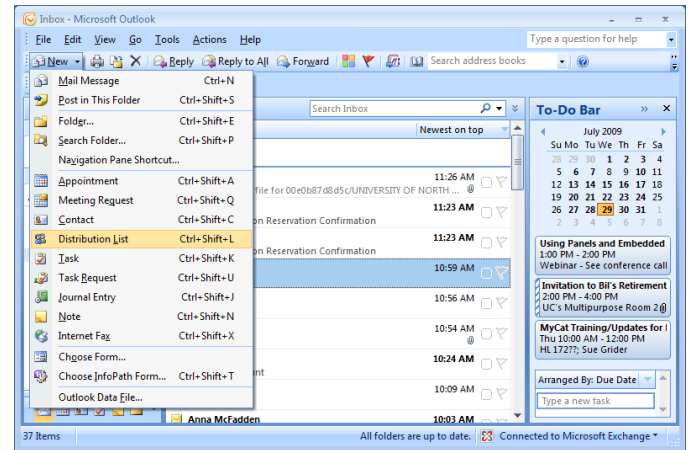 Inbox - Microsoft Outlook
File Edit View Go Tools Actions Help
Type a question for help
New Reply Reply to All Forward Search address books
Mail Message Ctrl+N
Post in This Folder Ctrl+Shift+S
Folder... Ctrl+Shift+E
Search Folder... Ctrl+Shift+P
Navigation Pane Shortcut...
Appointment Ctrl+Shift+A
Meeting Request Ctrl+Shift+Q
Contact Ctrl+Shift+C
Distribution List Ctrl+Shift+L
Task Ctrl+Shift+K
Task Request Ctrl+Shift+U
Journal Entry Ctrl+Shift+J
Note Ctrl+Shift+N
Internet Fax Ctrl+Shift+X
Choose Form...
Choose InfoPath Form... Ctrl+Shift+T
Outlook Data File...
Search Inbox
Newest on top
11:26 AM
file for 00e0b87d8d5c/UNIVERSITY OF NORTH ...
11:23 AM
on Reservation Confirmation
11:23 AM
on Reservation Confirmation
10:59 AM
10:56 AM
10:54 AM
10:24 AM
nt
10:09 AM
Anna McFadden 10:03 AM
To-Do Bar
July 2009
Su Mo Tu We Th Fr Sa
28 29 30 1 2 3 4
5 6 7 8 9 10 11
12 13 14 15 16 17 18
19 20 21 22 23 24 25
26 27 28 29 30 31 1
2 3 4 5 6 7 8
Using Panels and Embedded
1:00 PM - 2:00 PM
Webinar - See conference call
Invitation to Bil's Retirement
2:00 PM - 4:00 PM
UC's Multipurpose Room 2
MyCat Training/Updates for
Thu 10:00 AM - 12:00 PM
HL 172??; Sue Grider
Arranged By: Due Date
Type a new task
37 Items
All folders are up to date. Connected to Microsoft Exchange